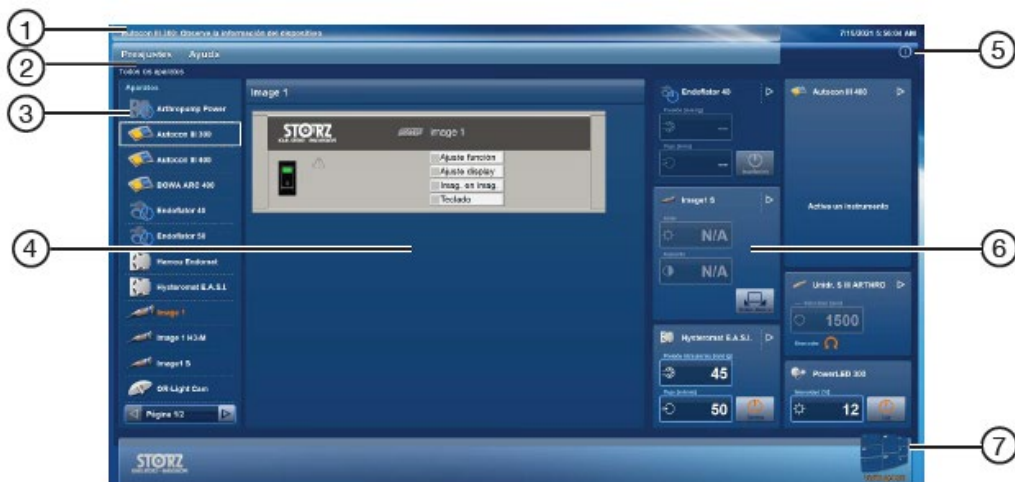 1
Autocon III 300: Observe la información del dispositivo
7/15/2021 5:56:04 AM
Preajustes Ayuda
5
2
Todos los aparatos
Aparatos
3
Arthropump Power
Autocon III 300
Autocon III 400
BOWA ARC 400
Endoflator 40
Endoflator 50
Hamou Endomat
Hysteromat E.A.S.I.
Image 1
Image 1 H3-M
Image1 S
OR-Light Cam
Página 1/2
Image 1
STORZ
image 1
Ajuste función
Ajuste display
Imag. en imag.
Teclado
4
Endoflator 40
--
--
Image1 S
N/A
N/A
6
Hysteromat E.A.S.I.
45
50
Autocon III 400
Active un instrumento
Unidr. S III ARTHRO
1500
PowerLED 300
12
STORZ
7